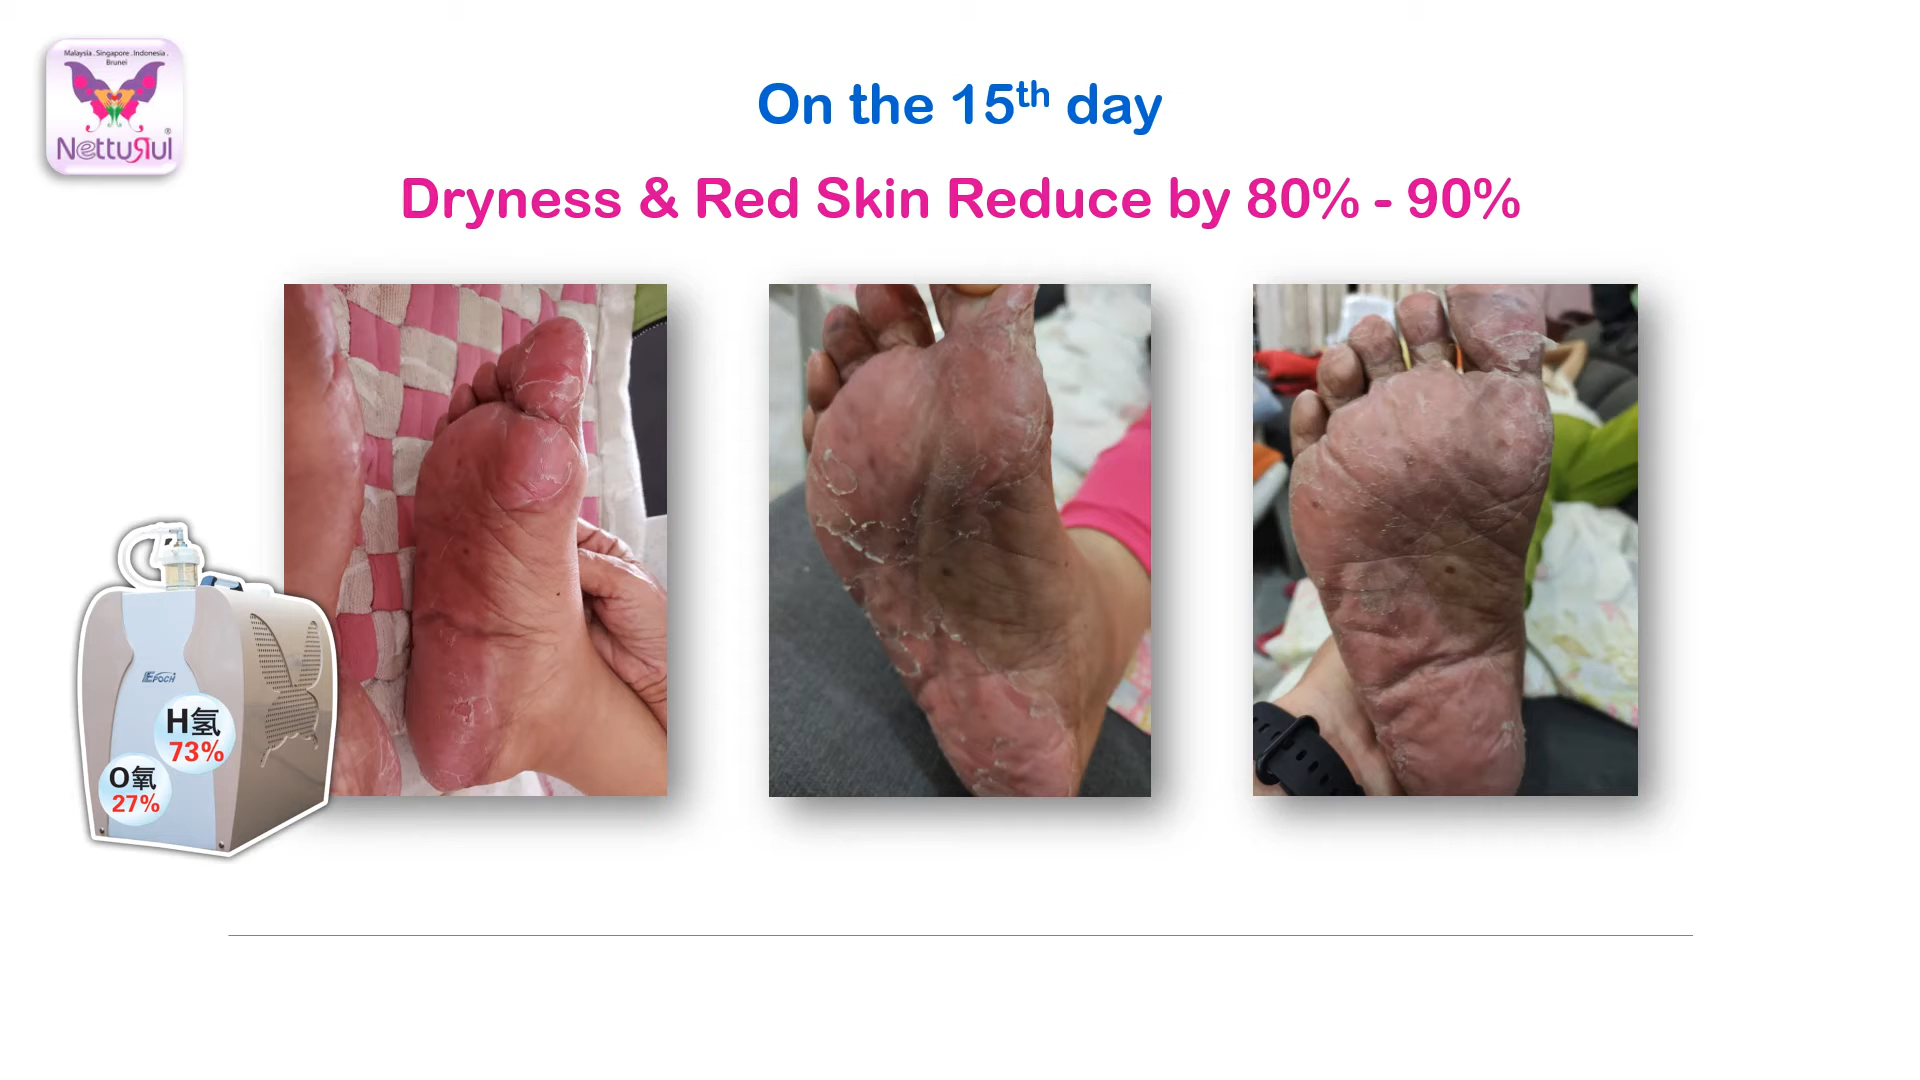 Malaysia . Singapore . Indonesia .
Brunei
NettuЯul
®
On the 15th day
Dryness & Red Skin Reduce by 80% - 90%
EPOCH
H氢
73%
O氧
27%